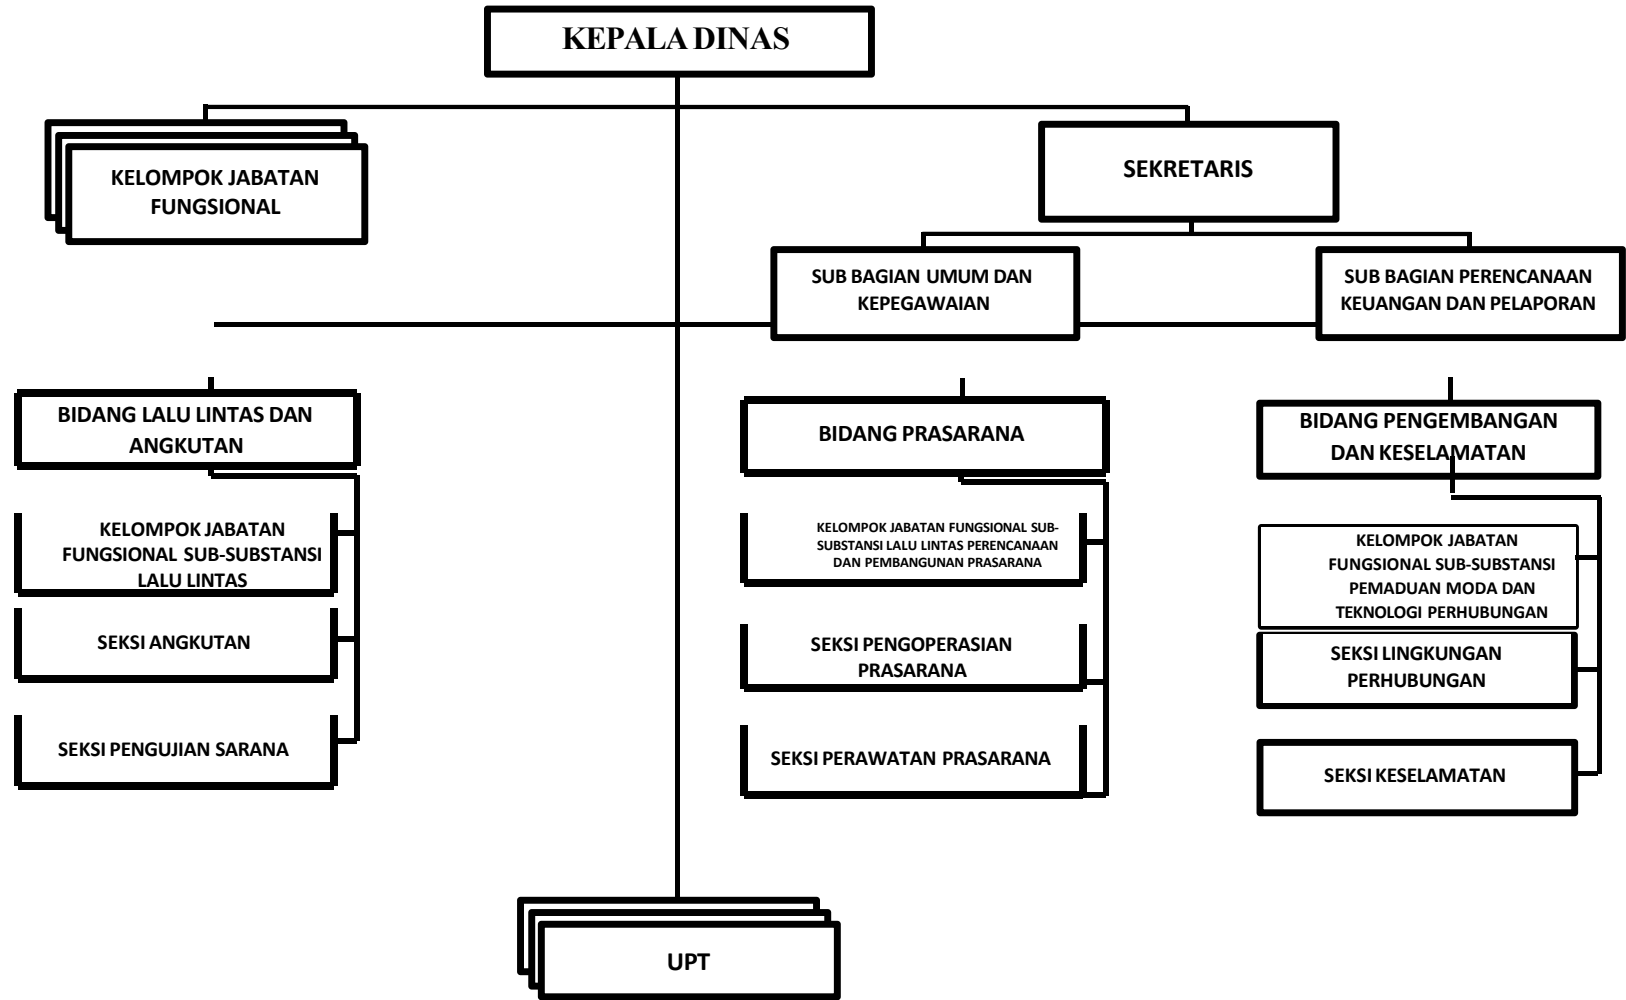 KEPALA DINAS
KELOMPOK JABATAN
FUNGSIONAL
SEKRETARIS
SUB BAGIAN UMUM DAN
KEPEGAWAIAN
SUB BAGIAN PERENCANAAN
KEUANGAN DAN PELAPORAN
BIDANG LALU LINTAS DAN
ANGKUTAN
BIDANG PRASARANA
BIDANG PENGEMBANGAN
DAN KESELAMATAN
KELOMPOK JABATAN
FUNGSIONAL SUB-SUBSTANSI
LALU LINTAS
SEKSI ANGKUTAN
SEKSI PENGUJIAN SARANA
KELOMPOK JABATAN FUNGSIONAL SUB-
SUBSTANSI LALU LINTAS PERENCANAAN
DAN PEMBANGUNAN PRASARANA
SEKSI PENGOPERASIAN
PRASARANA
SEKSI PERAWATAN PRASARANA
KELOMPOK JABATAN
FUNGSIONAL SUB-SUBSTANSI
PEMADUAN MODA DAN
TEKNOLOGI PERHUBUNGAN
SEKSI LINGKUNGAN
PERHUBUNGAN
SEKSI KESELAMATAN
UPT